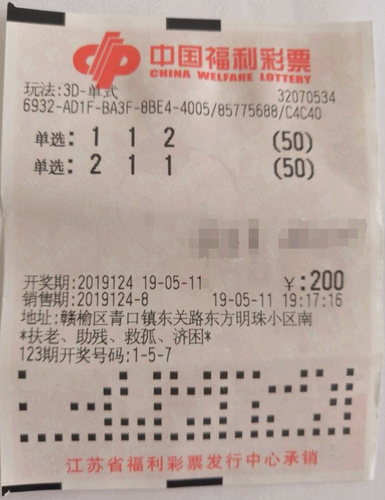 中国福利彩票
CHINA WELFARE LOTTERY
玩法:3D-单式 32070534
6932-AD1F-BA3F-8BE4-4005/85775688/C4C40
单选: 1 1 2 (50)
单选: 2 1 1 (50)
开奖期:2019124 19-05-11 ¥:200
销售期:2019124-8 19-05-11 19:17:16
地址:赣榆区青口镇东关路东方明珠小区南
*扶老、助残、救孤、济困*
123期开奖号码:1-5-7
江苏省福利彩票发行中心承销